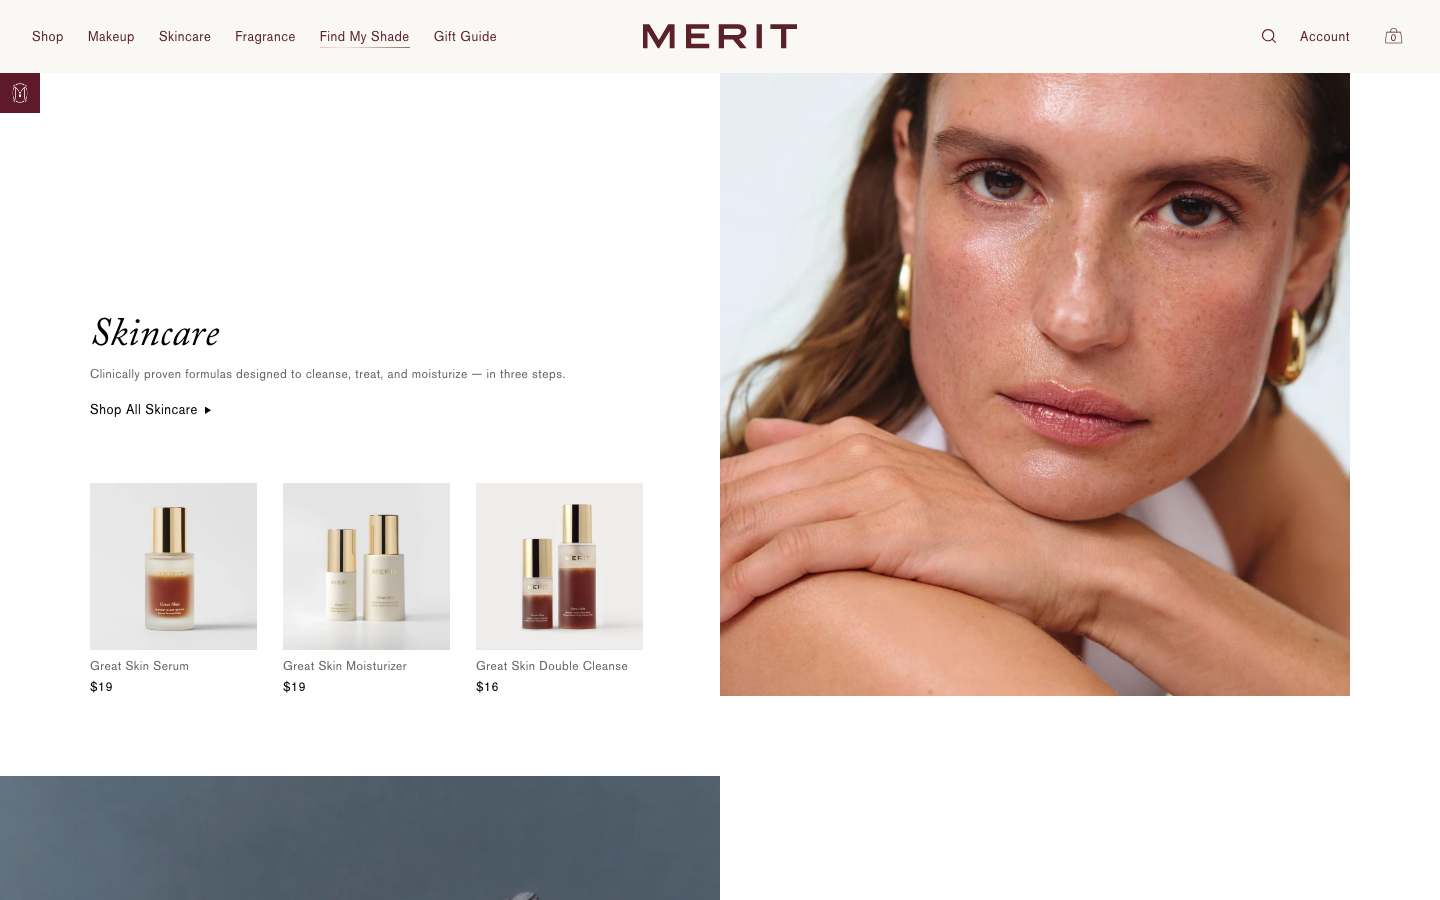 Shop Makeup Skincare Fragrance Find My Shade Gift Guide MERIT Account 0
Skincare
Clinically proven formulas designed to cleanse, treat, and moisturize — in three steps.
Shop All Skincare
Great Skin Serum
$19
Great Skin Moisturizer
$19
MERIT
MERIT
Great Skin Double Cleanse
$16